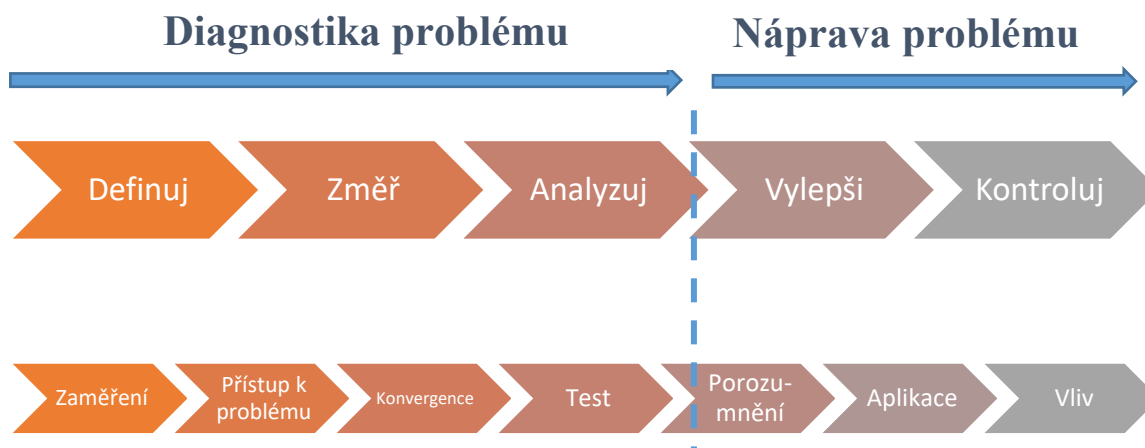 Diagnostika problému
Náprava problému
Definuj
Změř
Analyzuj
Vylepši
Kontroluj
Zaměření
Přístup k
problému
Konvergence
Test
Porozu-
mnění
Aplikace
Vliv